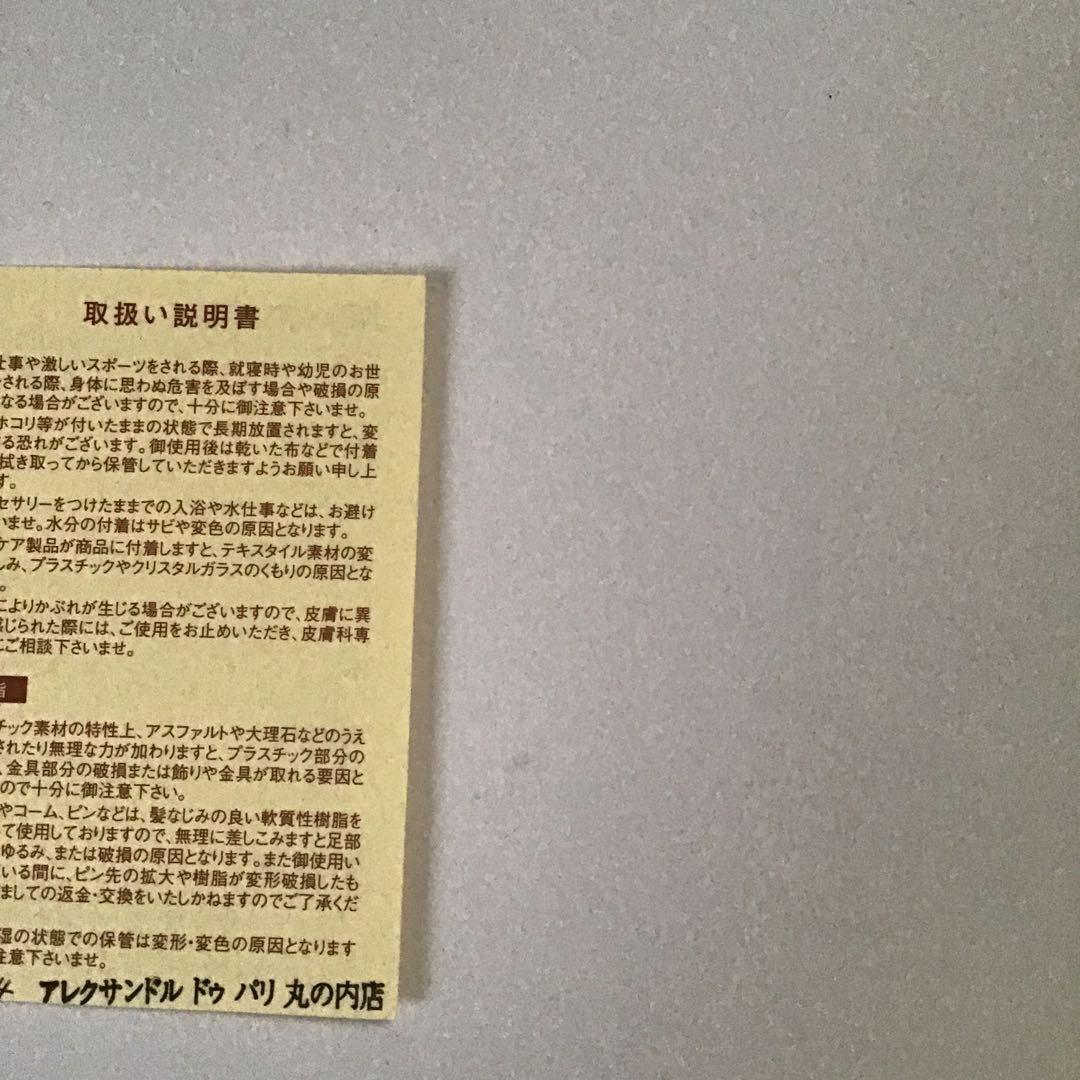 取扱い説明書
仕事や激しいスポーツをされる際、就寝時や幼児のお世
される際、身体に思わぬ危害を及ぼす場合や破損の原
なる場合がございますので、十分に御注意下さいませ。
ホコリ等が付いたままの状態で長期放置されますと、変
る恐れがございます。御使用後は乾いた布などで付着
拭き取ってから保管していただきますようお願い申し上
す。
セサリーをつけたままでの入浴や水仕事などは、お避け
いませ。水分の付着はサビや変色の原因となります。
ケア製品が商品に付着しますと、テキスタイル素材の変
しみ、プラスチックやクリスタルガラスのくもりの原因とな
。
によりかぶれが生じる場合がございますので、皮膚に異
感じられた際には、ご使用をお止めいただき、皮膚科専
にご相談下さいませ。
脂
チック素材の特性上、アスファルトや大理石などのうえ
されたり無理な力が加わりますと、プラスチック部分の
、金具部分の破損または飾りや金具が取れる要因と
ので十分に御注意下さい。
やコーム、ピンなどは、髪なじみの良い軟質性樹脂を
て使用しておりますので、無理に差しこみますと足部
ゆるみ、または破損の原因となります。また御使用い
いる間に、ピン先の拡大や樹脂が変形破損したも
ましての返金・交換をいたしかねますのでご了承くだ
湿の状態での保管は変形・変色の原因となります
注意下さいませ。
アレクサンドル ドゥ パリ 丸の内店